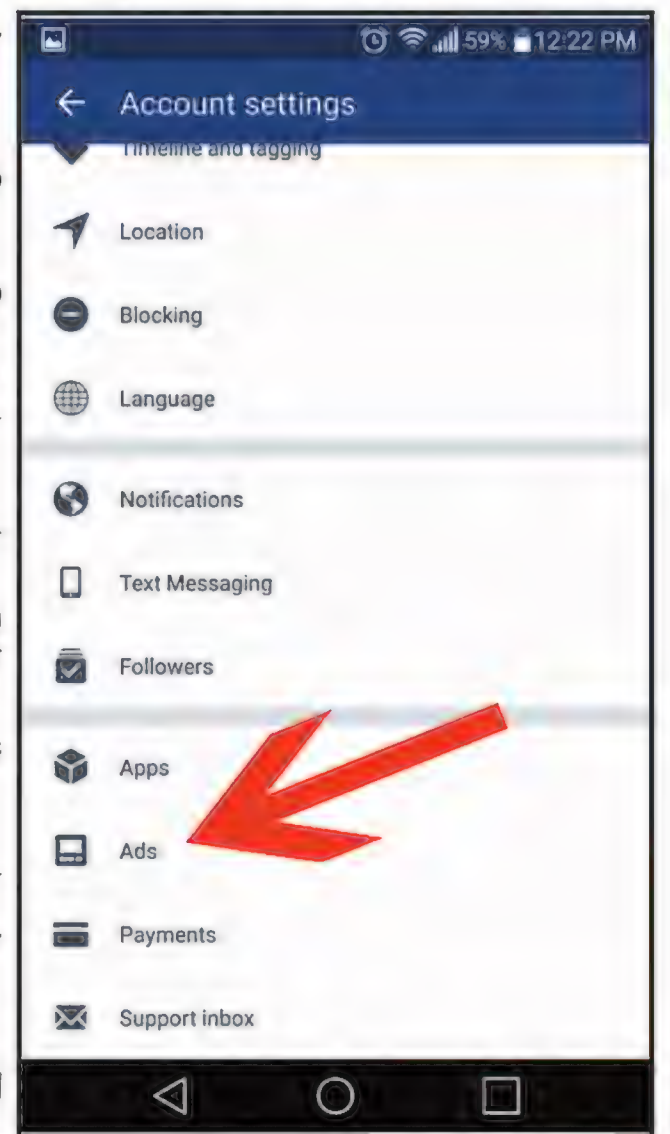 59% 12:22 PM
Account settings
Timeline and tagging
Location
Blocking
Language
Notifications
Text Messaging
Followers
Apps
Ads
Payments
Support inbox